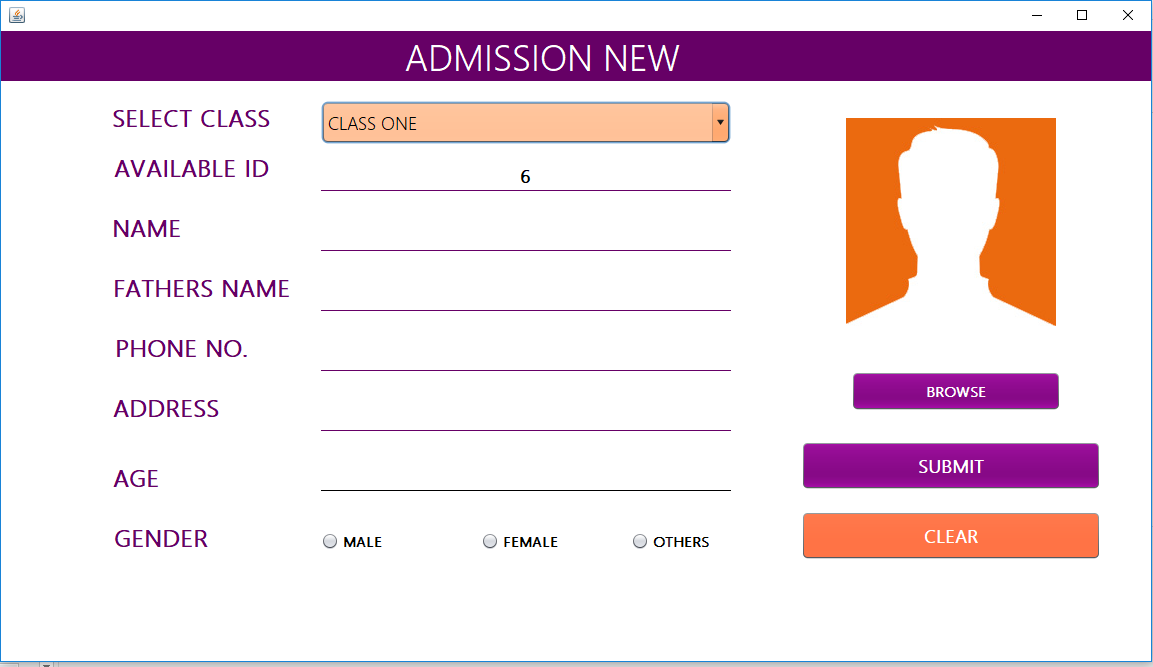 ADMISSION NEW
SELECT CLASS
CLASS ONE
AVAILABLE ID
6
NAME
FATHERS NAME
PHONE NO.
ADDRESS
AGE
GENDER
MALE
FEMALE
OTHERS
BROWSE
SUBMIT
CLEAR